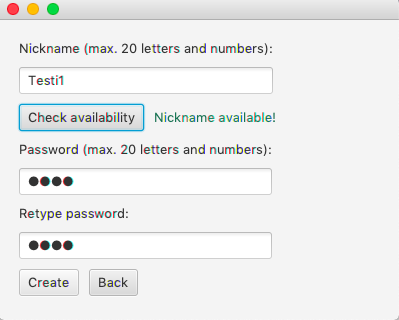 Nickname (max. 20 letters and numbers):
Testi1
Check availability Nickname available!
Password (max. 20 letters and numbers):
●●●●
Retype password:
●●●●
Create Back